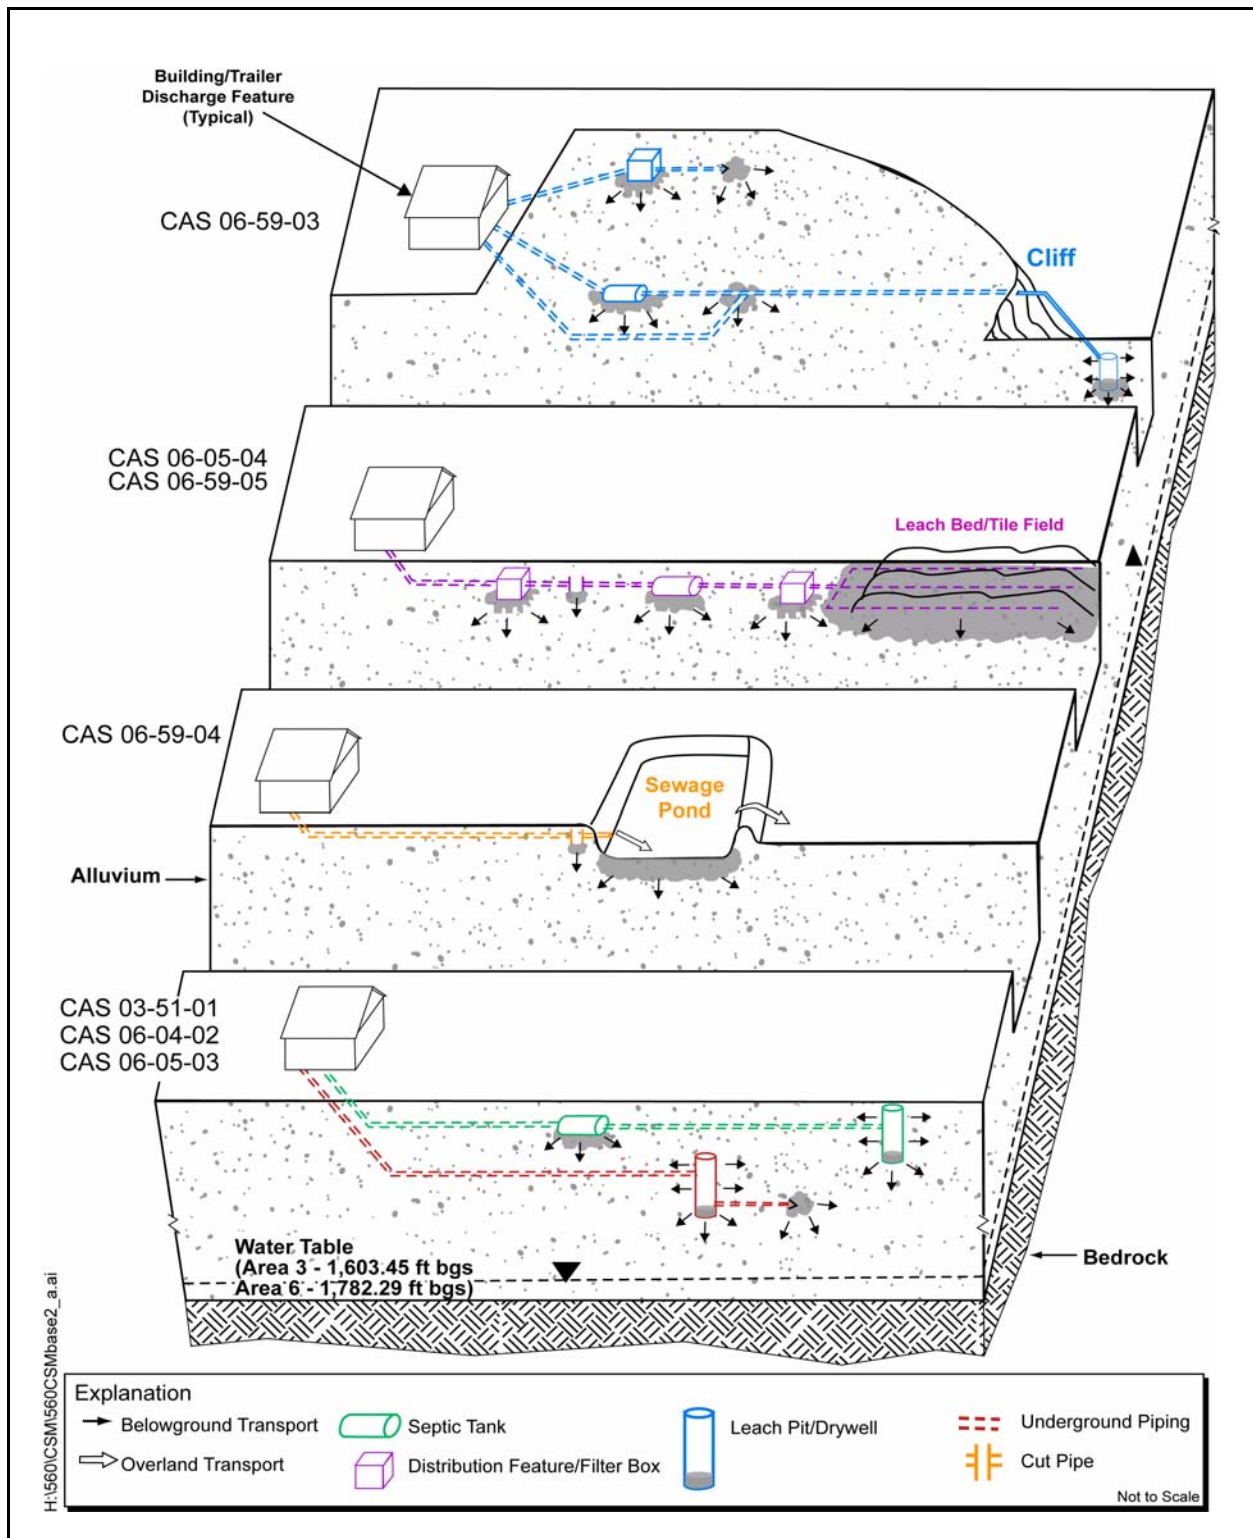 Building/Trailer
Discharge Feature
(Typical)
CAS 06-59-03
Cliff
CAS 06-05-04
CAS 06-59-05
Leach Bed/Tile Field
CAS 06-59-04
Sewage
Pond
Alluvium
CAS 03-51-01
CAS 06-04-02
CAS 06-05-03
Water Table
(Area 3 - 1,603.45 ft bgs
Area 6 - 1,782.29 ft bgs)
Bedrock
H:\560\CSM\560CSMbase2_a.ai
Explanation
Belowground Transport
Septic Tank
Leach Pit/Drywell
Underground Piping
Overland Transport
Distribution Feature/Filter Box
Cut Pipe
Not to Scale